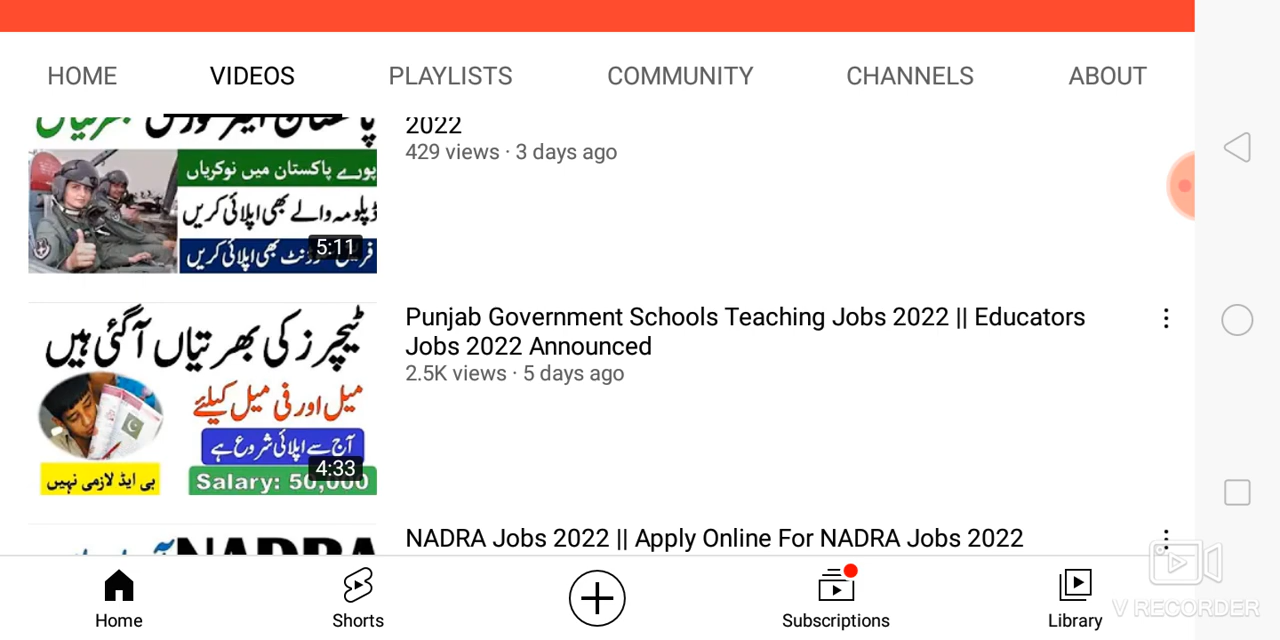 HOME VIDEOS PLAYLISTS COMMUNITY CHANNELS ABOUT
2022
429 views · 3 days ago
پورے پاکستان میں نوکریاں
ڈپلومہ والے بھی اپلائی کریں
بھی اپلائی کریں
5:11
Punjab Government Schools Teaching Jobs 2022 || Educators
Jobs 2022 Announced
2.5K views · 5 days ago
ٹیچرز کی بھرتیاں آگئی ہیں
میل اور فی میل کیلئے
آج سے اپلائی شروع ہے
4:33
بی ایڈ لازمی نہیں
Salary: 50,000
NADRA Jobs 2022 || Apply Online For NADRA Jobs 2022
NADRA
Home Shorts Subscriptions Library
V RECORDER